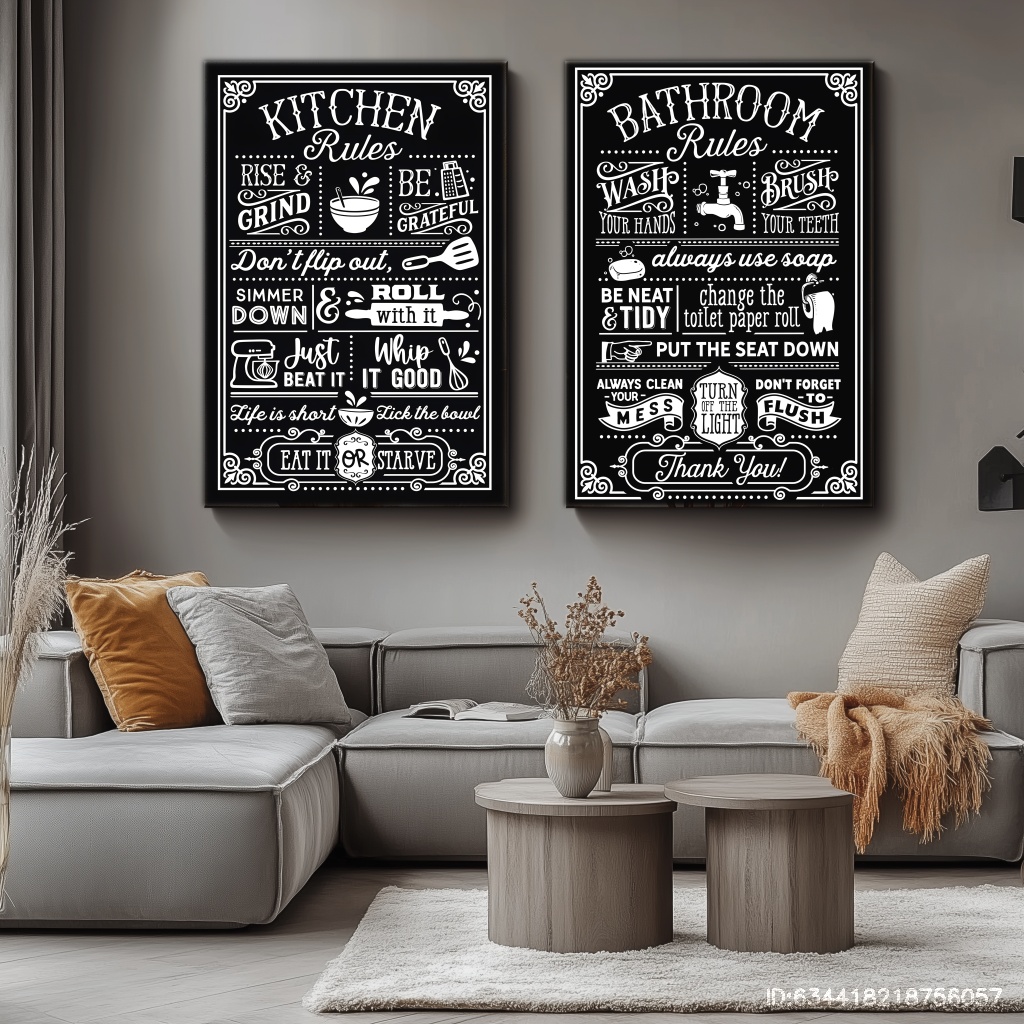 KITCHEN
Rules
RISE &
GRIND
BE
GRATEFUL
Don't flip out,
SIMMER
DOWN
&
ROLL
with it
Just
BEAT IT
Whip
IT GOOD
Life is short
Lick the bowl
EAT IT OR STARVE
BATHROOM
Rules
WASH
YOUR HANDS
BRUSH
YOUR TEETH
always use soap
BE NEAT
& TIDY
change the
toilet paper roll
PUT THE SEAT DOWN
ALWAYS CLEAN
-YOUR-
MESS
TURN
OFF THE
LIGHT
DON'T FORGET
-TO-
FLUSH
Thank You!
ID:634418218756057